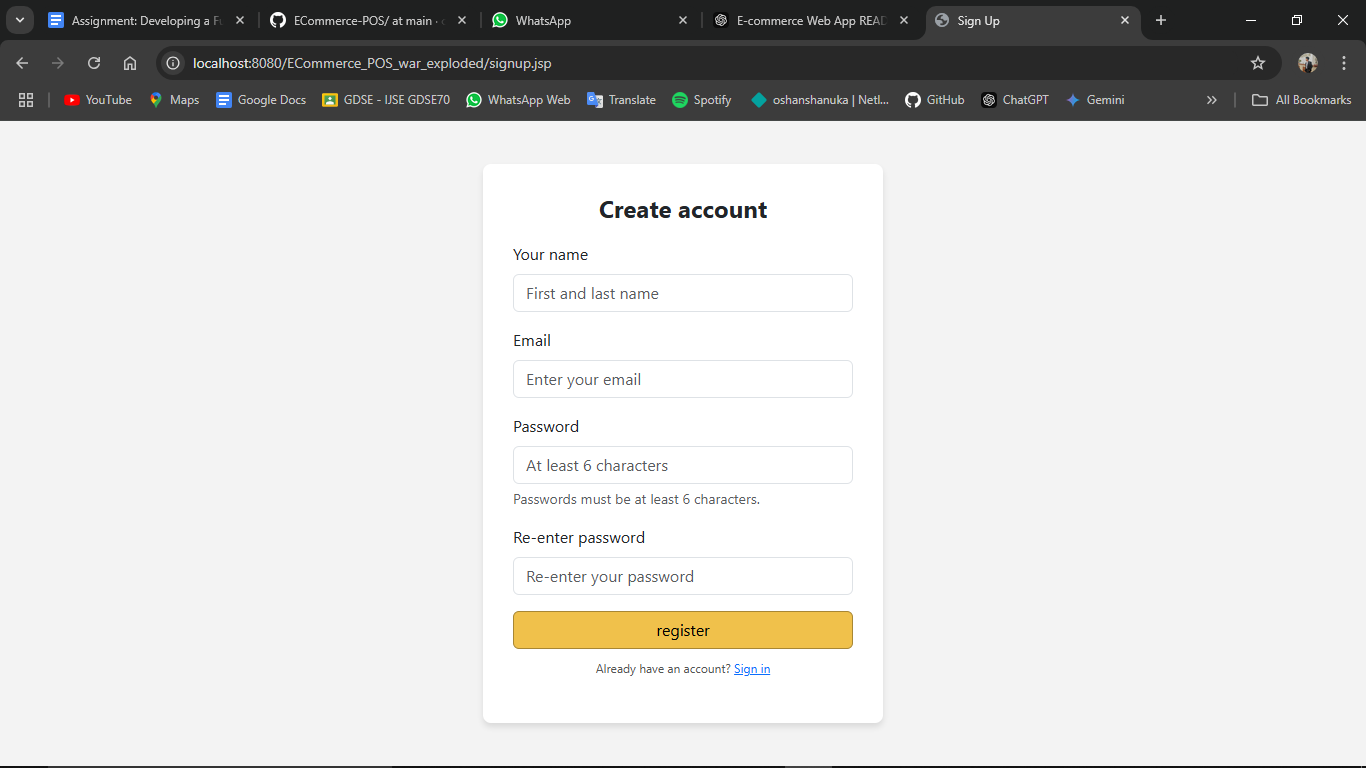 Assignment: Developing a Fu
ECommerce-POS/ at main ·
WhatsApp
E-commerce Web App READ
Sign Up
localhost:8080/ECommerce_POS_war_exploded/signup.jsp
YouTube
Maps
Google Docs
GDSE - IJSE GDSE70
WhatsApp Web
Translate
Spotify
oshanshanuka | Netl...
GitHub
ChatGPT
Gemini
All Bookmarks
Create account
Your name
First and last name
Email
Enter your email
Password
At least 6 characters
Passwords must be at least 6 characters.
Re-enter password
Re-enter your password
register
Already have an account? Sign in